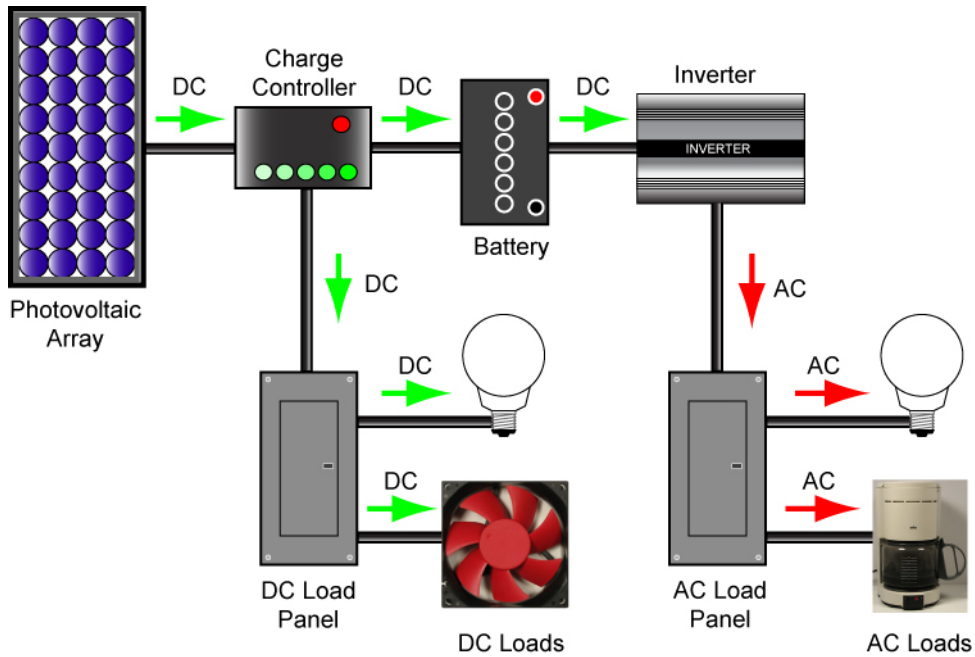 DC
Charge
Controller
DC
DC
Inverter
INVERTER
Battery
Photovoltaic
Array
DC
AC
DC
AC
DC
AC
DC Load
Panel
DC Loads
AC Load
Panel
AC Loads